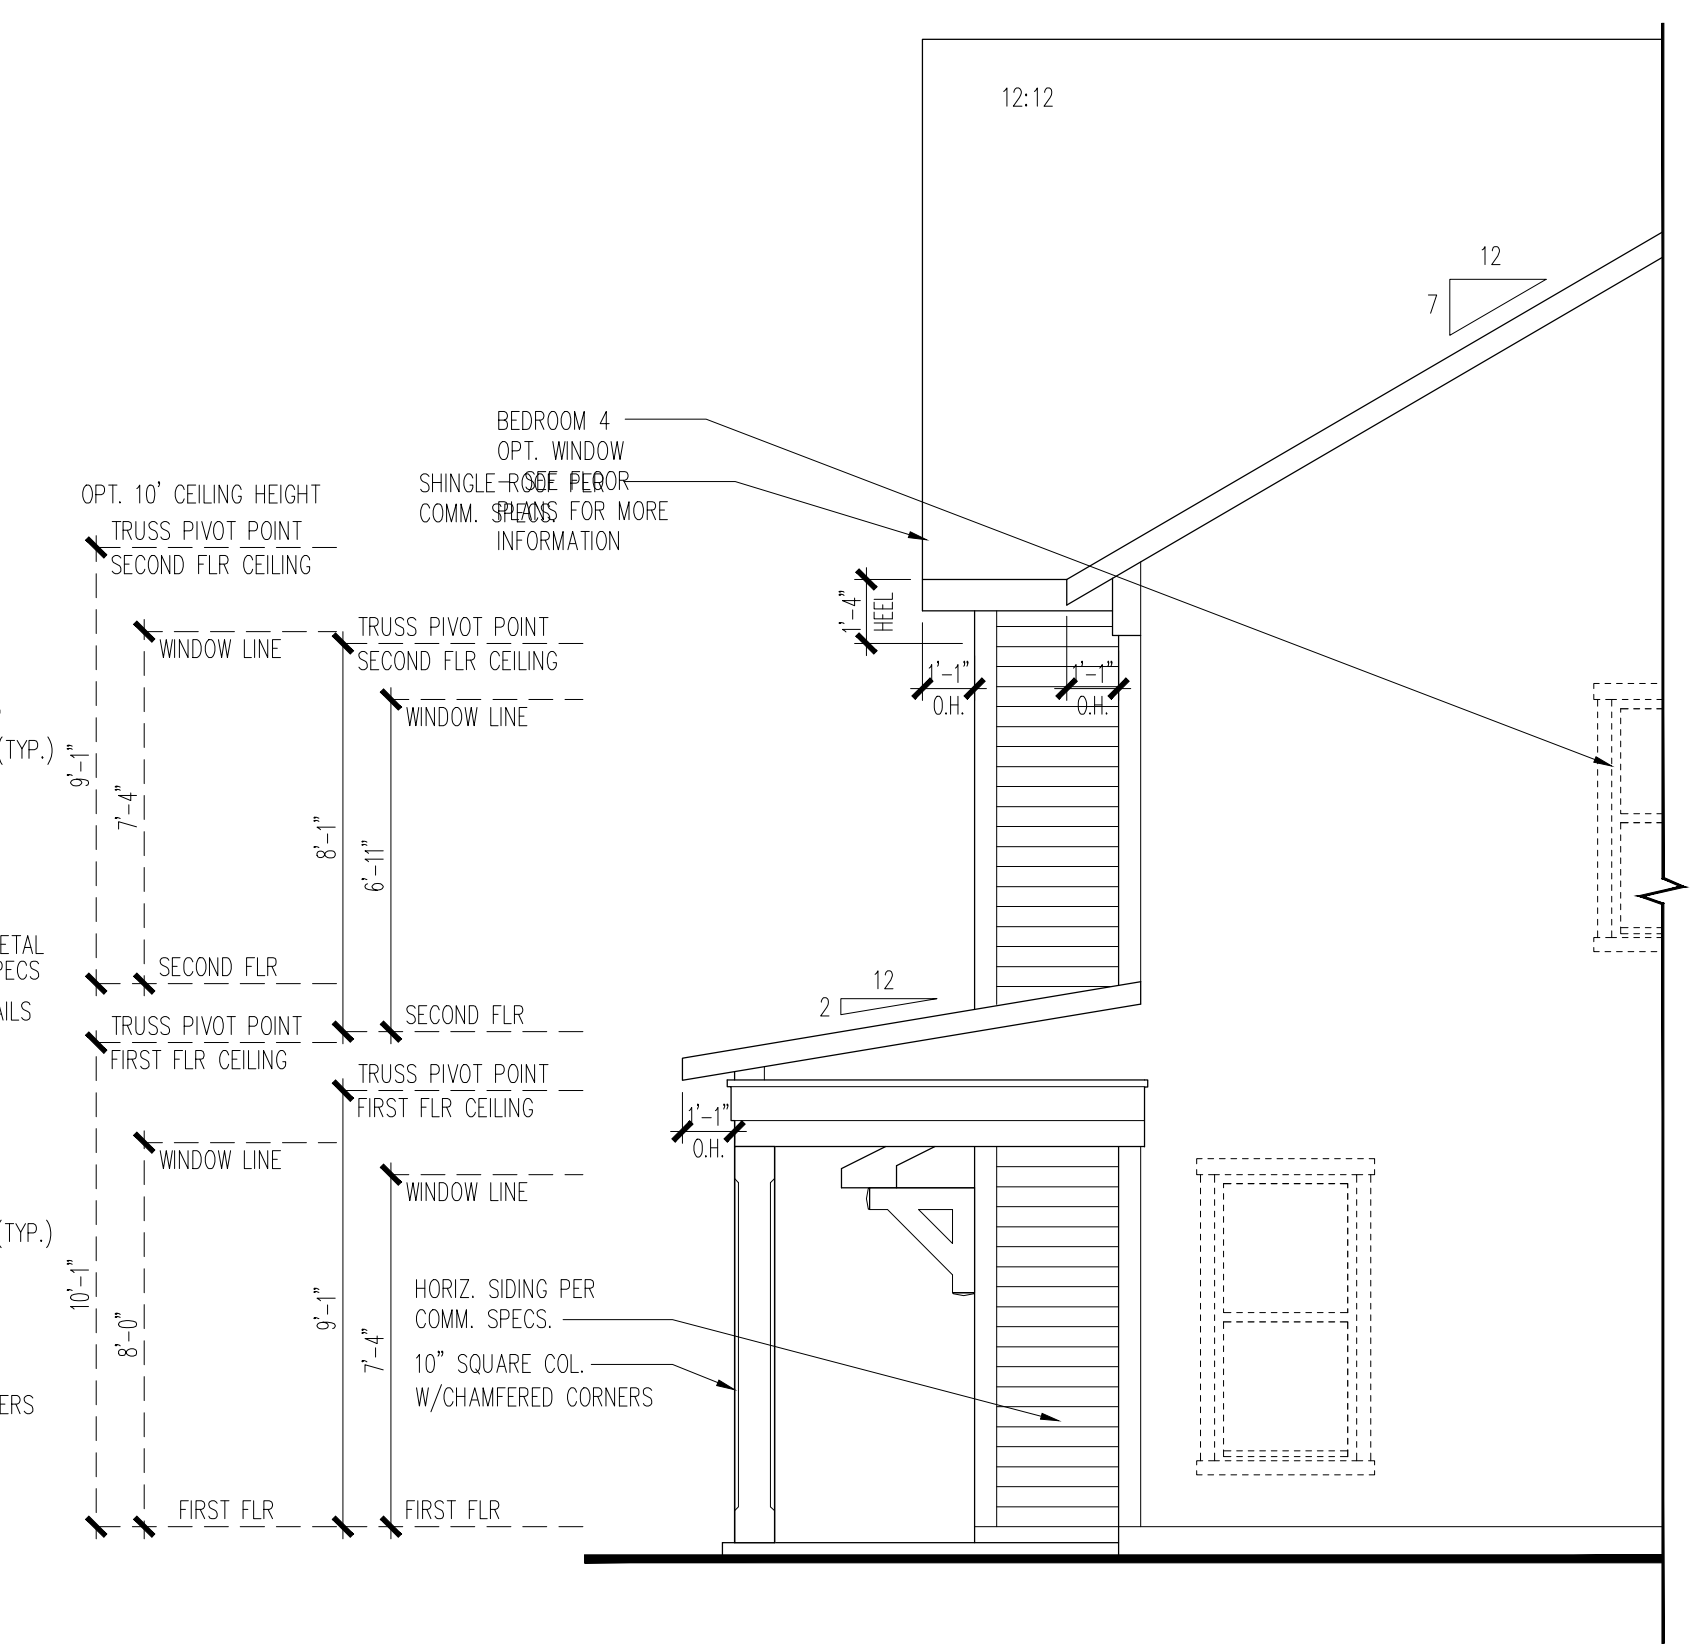 12:12
12
7
BEDROOM 4
OPT. WINDOW
- SEE FLOOR
PLANS FOR MORE
INFORMATION
SHINGLE ROOF PER
COMM. SPECS.
OPT. 10' CEILING HEIGHT
TRUSS PIVOT POINT
SECOND FLR CEILING
WINDOW LINE
TRUSS PIVOT POINT
SECOND FLR CEILING
WINDOW LINE
1'-4"
HEEL
1'-1"
O.H.
1'-1"
O.H.
(TYP.)
9'-1"
7'-4"
8'-1"
6'-11"
ETAL
PECS
AILS
SECOND FLR
TRUSS PIVOT POINT
FIRST FLR CEILING
SECOND FLR
TRUSS PIVOT POINT
FIRST FLR CEILING
12
2
1'-1"
O.H.
WINDOW LINE
WINDOW LINE
(TYP.)
10'-1"
8'-0"
9'-1"
7'-4"
HORIZ. SIDING PER
COMM. SPECS.
10" SQUARE COL.
W/CHAMFERED CORNERS
ERS
FIRST FLR
FIRST FLR